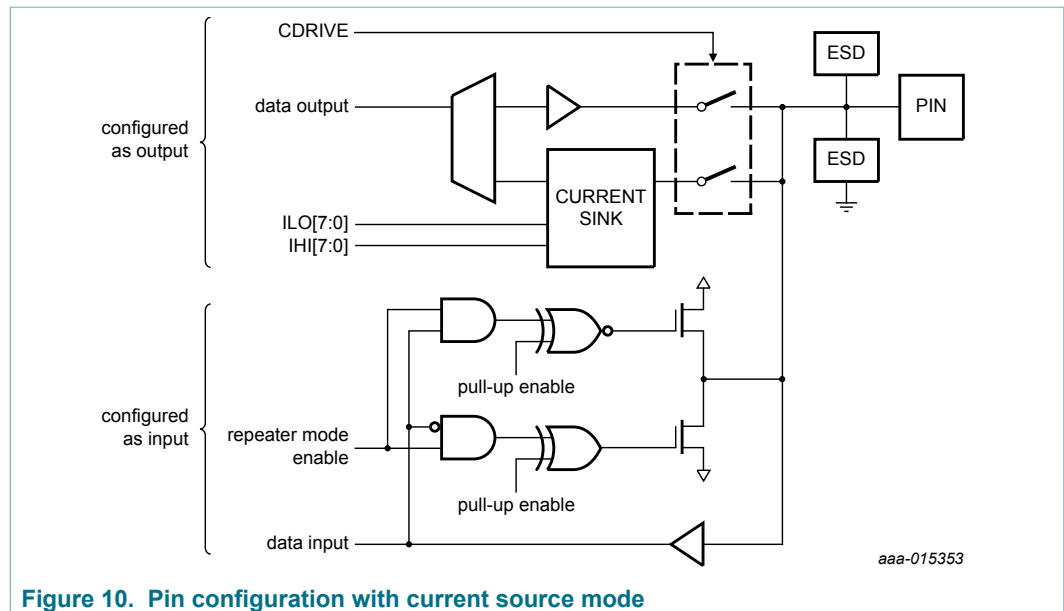 CDRIVE
ESD
data output
PIN
configured
as output
ESD
CURRENT
SINK
ILO[7:0]
IHI[7:0]
pull-up enable
configured
as input
repeater mode
enable
pull-up enable
data input
aaa-015353
Figure 10. Pin configuration with current source mode